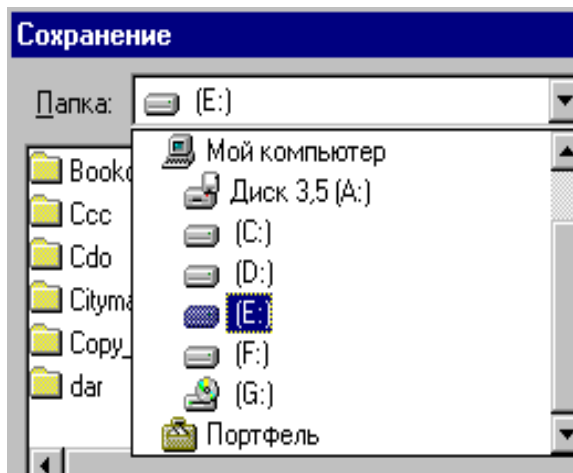 Сохранение
Папка: (E:)
Мой компьютер
Диск 3,5 (A:)
(C:)
(D:)
(E:)
(F:)
(G:)
Портфель
Ccc
Cdo
dar